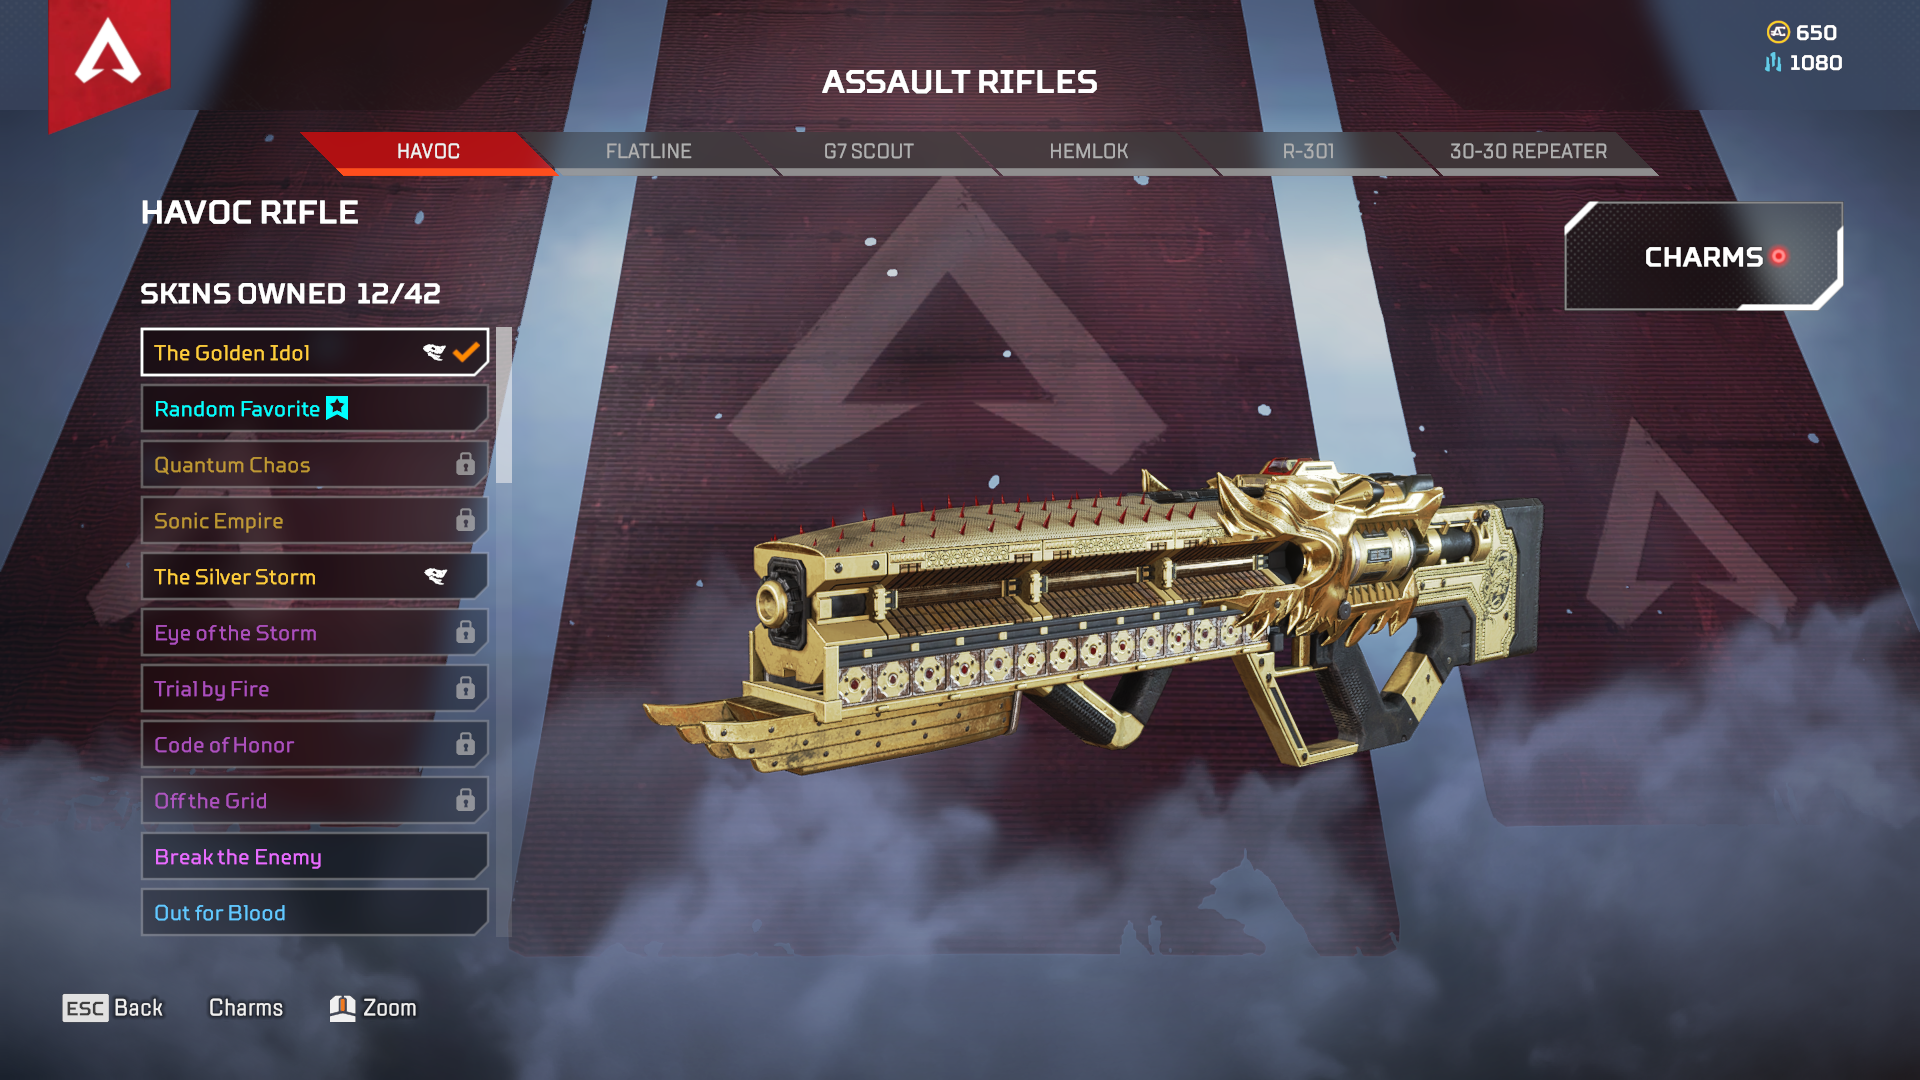 650
1080
ASSAULT RIFLES
HAVOC
FLATLINE
G7 SCOUT
HEMLOK
R-301
30-30 REPEATER
HAVOC RIFLE
CHARMS
SKINS OWNED 12/42
The Golden Idol
Random Favorite
Quantum Chaos
Sonic Empire
The Silver Storm
Eye of the Storm
Trial by Fire
Code of Honor
Off the Grid
Break the Enemy
Out for Blood
ESC Back
Charms
Zoom